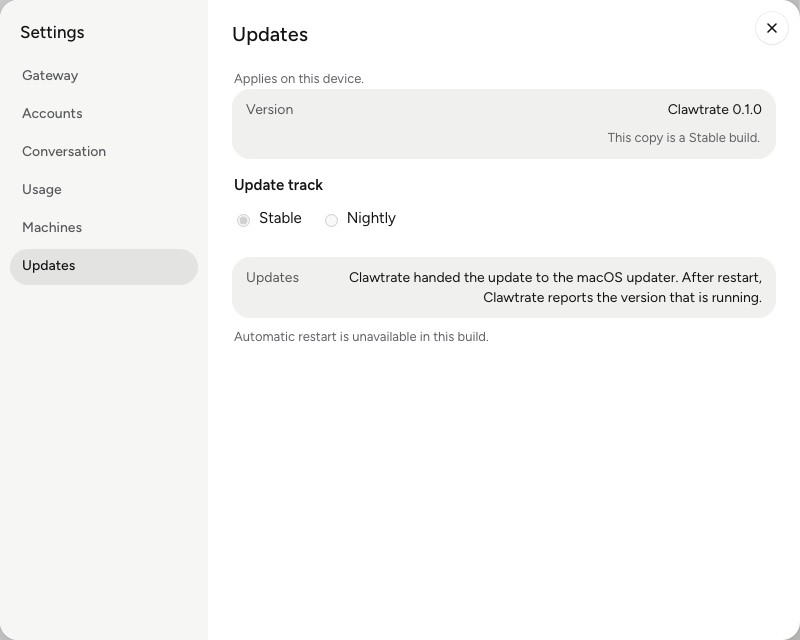 Settings
Gateway
Accounts
Conversation
Usage
Machines
Updates
Updates
Applies on this device.
Version
Clawtrate 0.1.0
This copy is a Stable build.
Update track
Stable
Nightly
Updates
Clawtrate handed the update to the macOS updater. After restart,
Clawtrate reports the version that is running.
Automatic restart is unavailable in this build.